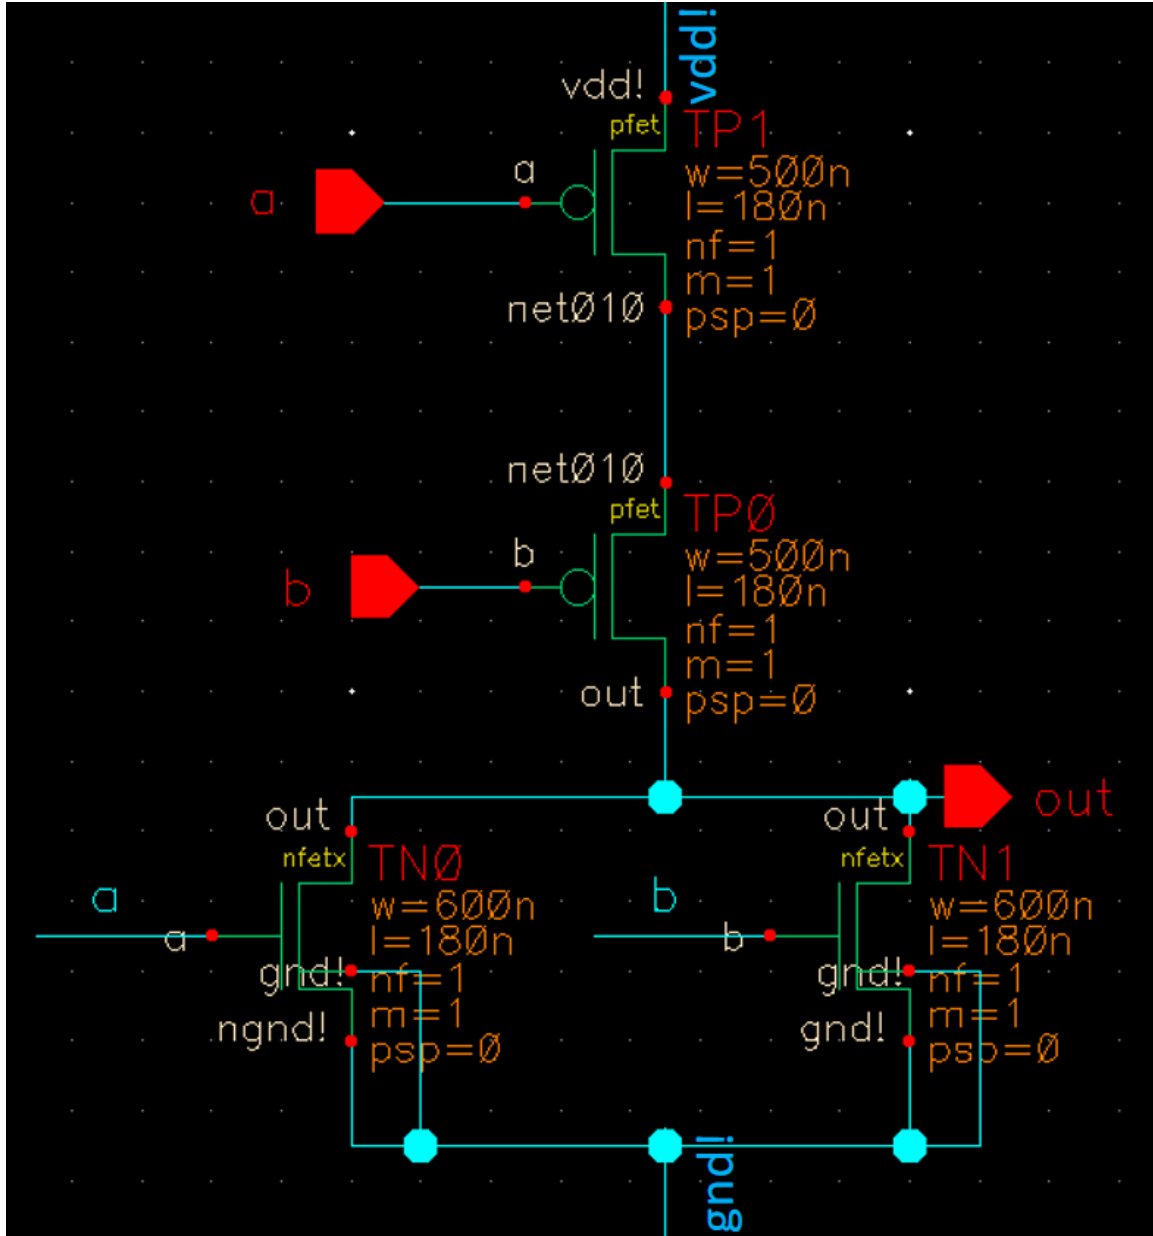 vdd!
vdd!
pfet
TP1
a
a
w=500n
l=180n
nf=1
m=1
psp=0
net010
net010
pfet
TP0
b
b
w=500n
l=180n
nf=1
m=1
psp=0
out
out
out
out
nfetx
TN0
a
a
w=600n
l=180n
gnd!
nf=1
m=1
ngnd!
psp=0
nfetx
TN1
b
b
w=600n
l=180n
gnd!
nf=1
m=1
gnd!
psp=0
gnd!